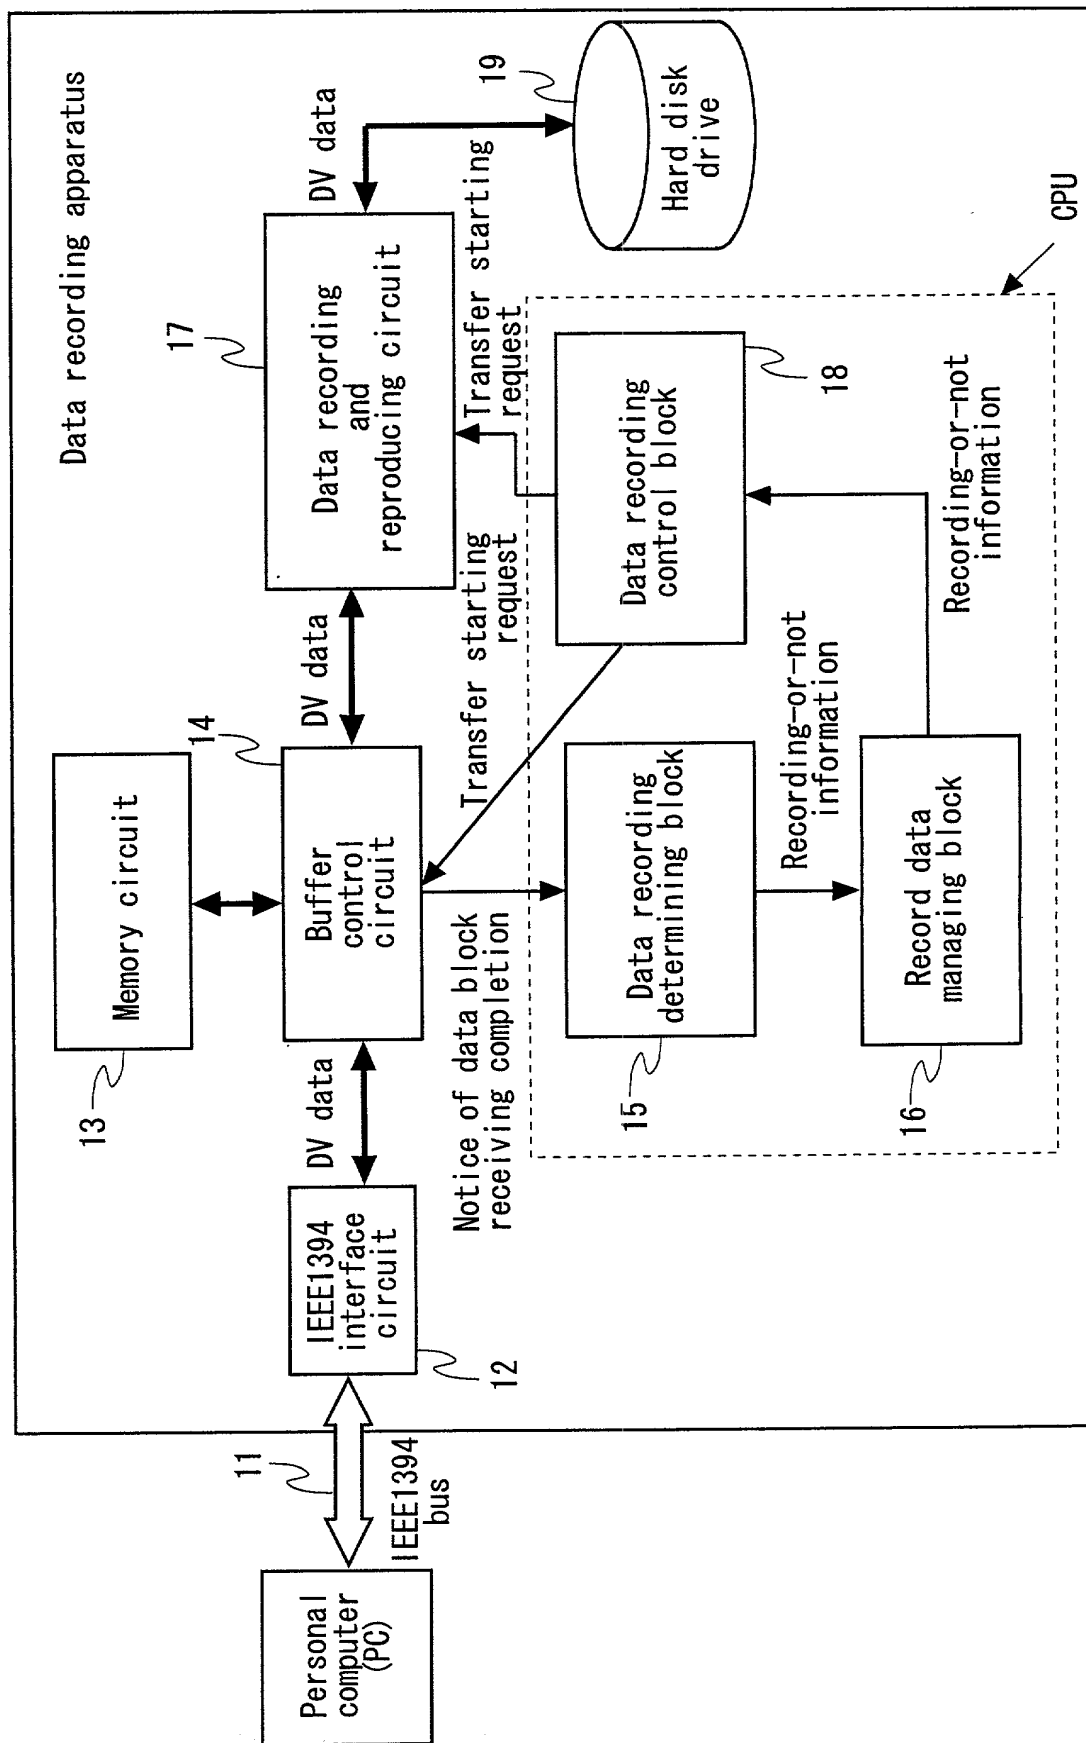 Data recording apparatus
13
Memory circuit
14
17
DV data
19
Personal
computer
(PC)
11
IEEE1394
bus
IEEE1394
interface
circuit
12
DV data
Buffer
control
circuit
DV data
Data recording
and
reproducing circuit
Hard disk
drive
Notice of data block
receiving completion
Transfer starting
request
Transfer starting
request
15
Data recording
determining block
Data recording
control block
18
Recording-or-not
information
CPU
16
Record data
managing block
Recording-or-not
information